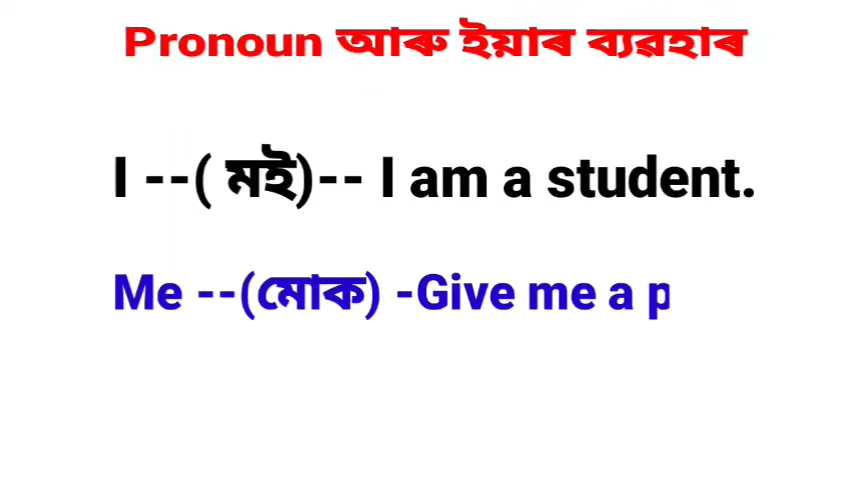 Pronoun আৰু ইয়াৰ ব্যৱহাৰ
I --( মই)-- I am a student.
Me --(মোক) -Give me a p